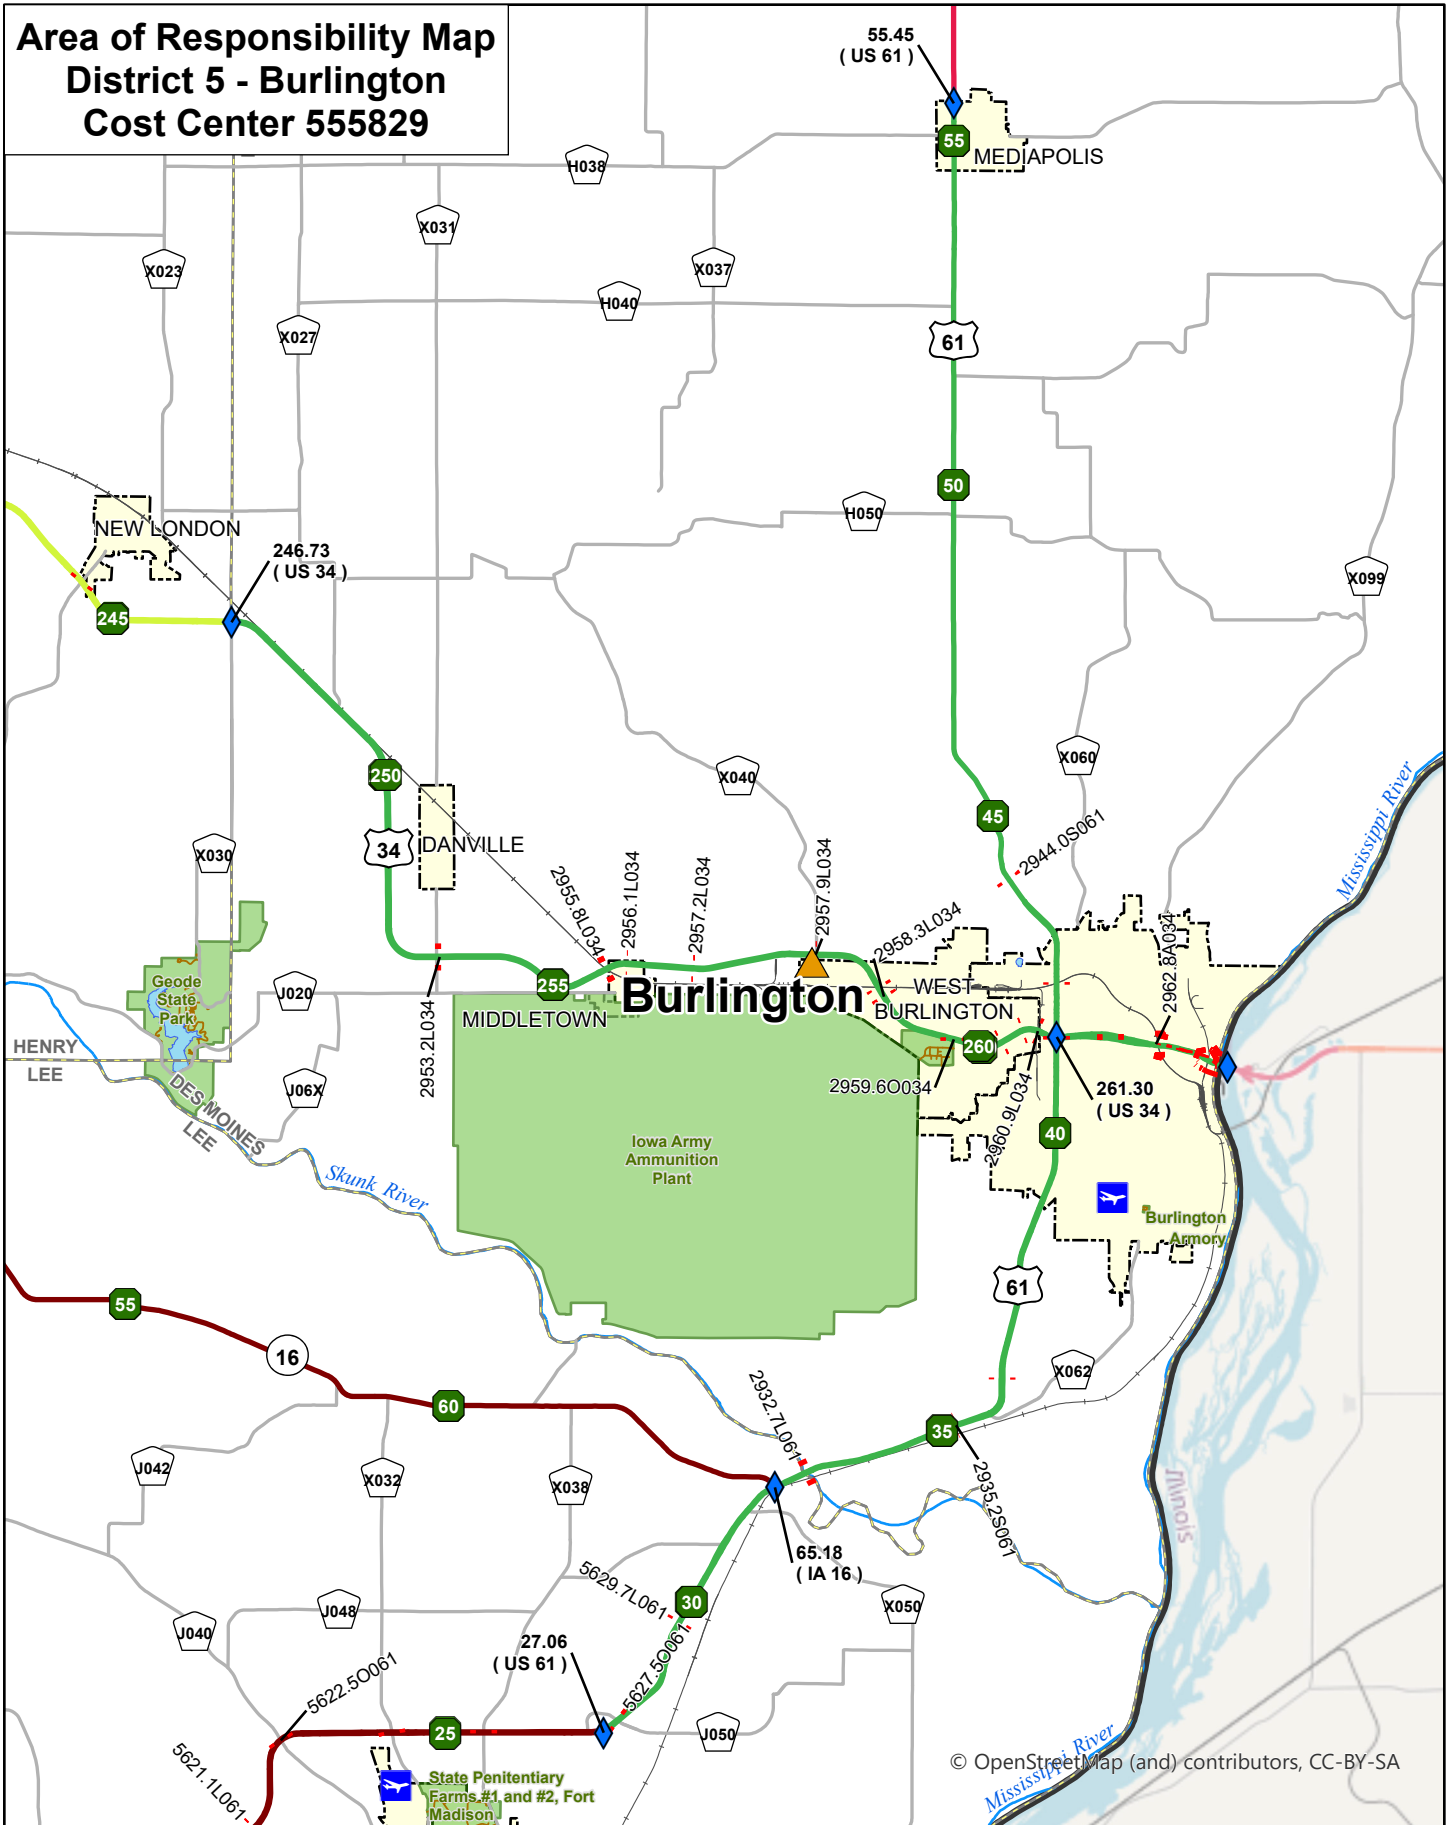 Area of Responsibility Map
District 5 - Burlington
Cost Center 555829
55.45
( US 61 )
55
MEDIAPOLIS
H038
X031
X023
X037
H040
X027
61
50
H050
NEW LONDON
246.73
( US 34 )
245
X099
250
X040
X060
Mississippi River
45
34
DANVILLE
2944.0S061
X030
2955.8L034
2956.1L034
2957.2L034
2957.9L034
2958.3L034
2962.8A034
WEST
BURLINGTON
Geode
State
Park
J020
255
Burlington
MIDDLETOWN
2953.2L034
260
HENRY
LEE
2959.6O034
2960.9L034
261.30
( US 34 )
J06X
DES MOINES
LEE
40
Iowa Army
Ammunition
Plant
Skunk River
Burlington
Armory
61
55
16
X062
60
2932.7L061
35
J042
X032
X038
2935.2S061
Illinois
65.18
( IA 16 )
5629.7L061
30
X050
J048
J040
27.06
( US 61 )
5627.5O061
5622.5O061
25
J050
5621.1L061
State Penitentiary
Farms #1 and #2, Fort
Madison
Mississippi River
© OpenStreetMap (and) contributors, CC-BY-SA